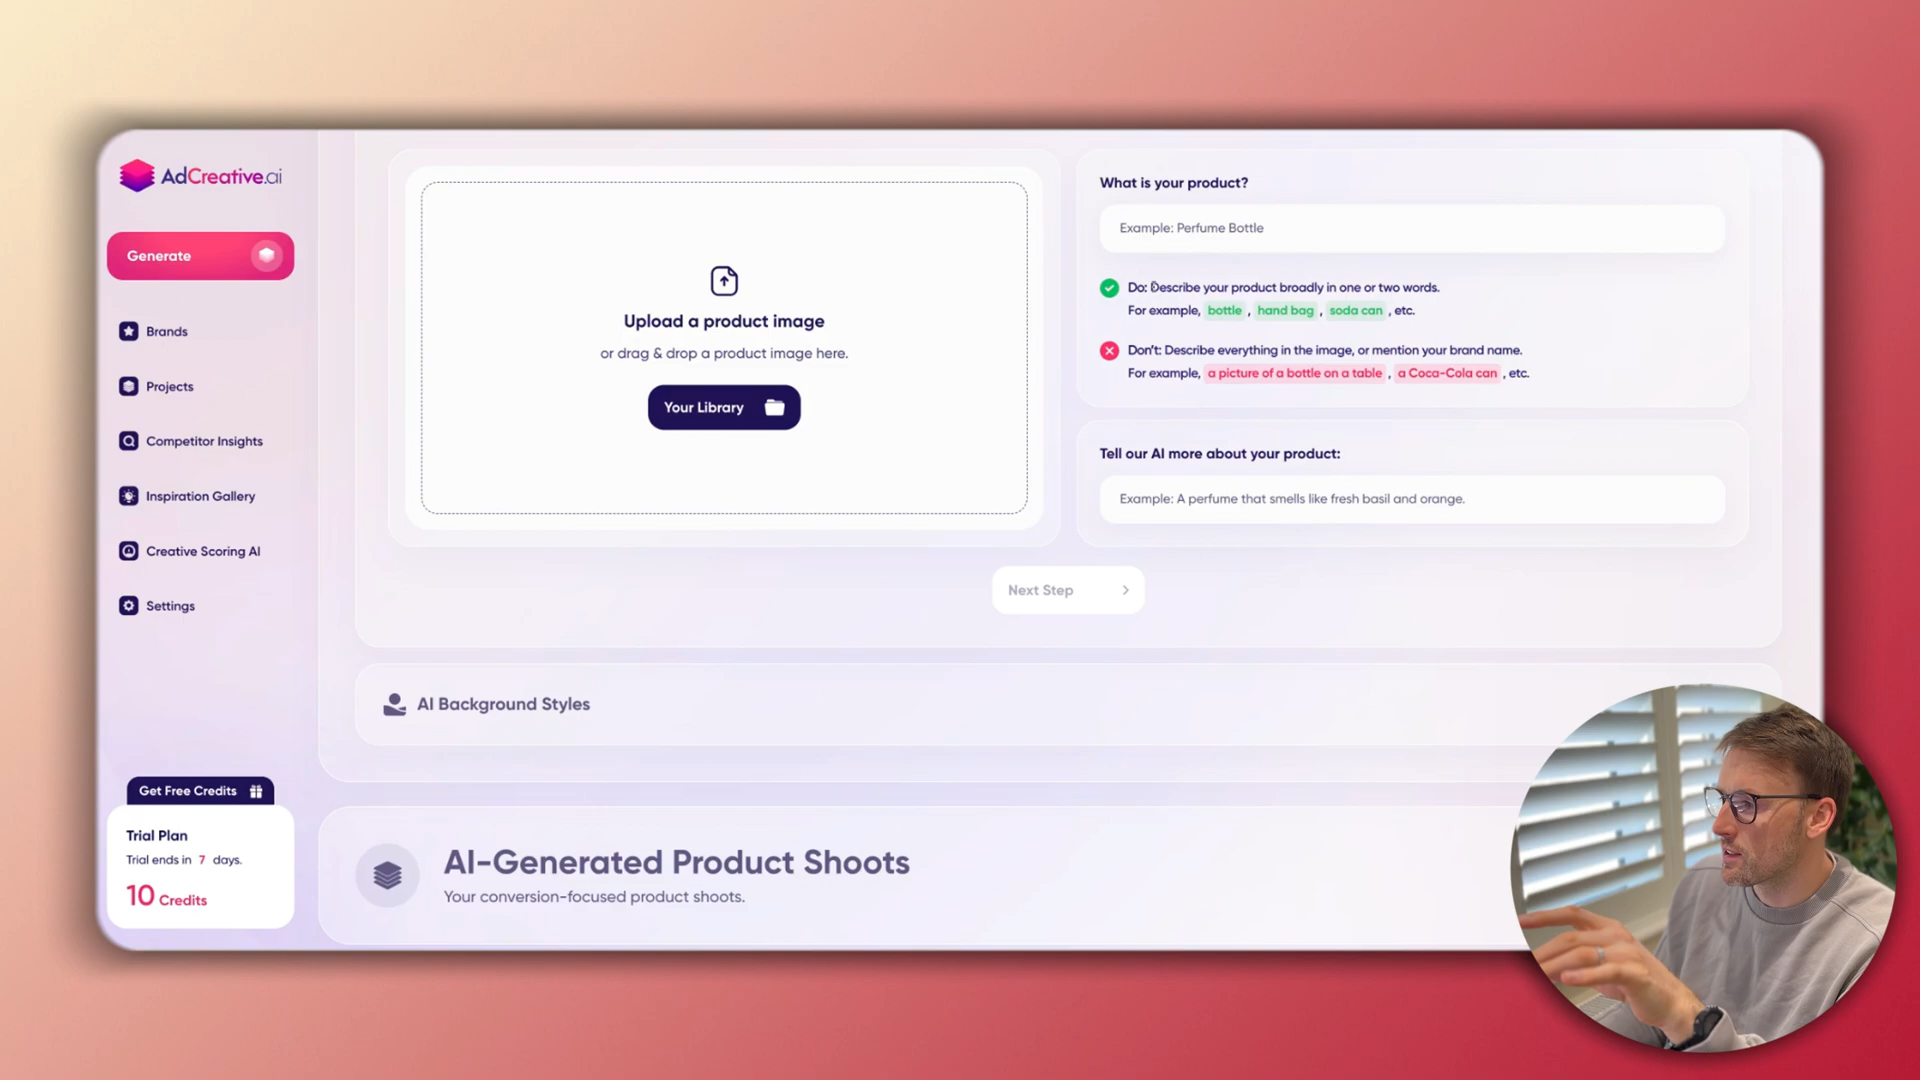 AdCreative.ai
Generate
Brands
Projects
Competitor Insights
Inspiration Gallery
Creative Scoring AI
Settings
Get Free Credits
Trial Plan
Trial ends in 7 days.
10 Credits
Upload a product image
or drag & drop a product image here.
Your Library
What is your product?
Example: Perfume Bottle
Do: Describe your product broadly in one or two words.
For example, bottle , hand bag , soda can , etc.
Don't: Describe everything in the image, or mention your brand name.
For example, a picture of a bottle on a table , a Coca-Cola can , etc.
Tell our AI more about your product:
Example: A perfume that smells like fresh basil and orange.
Next Step
AI Background Styles
AI-Generated Product Shoots
Your conversion-focused product shoots.